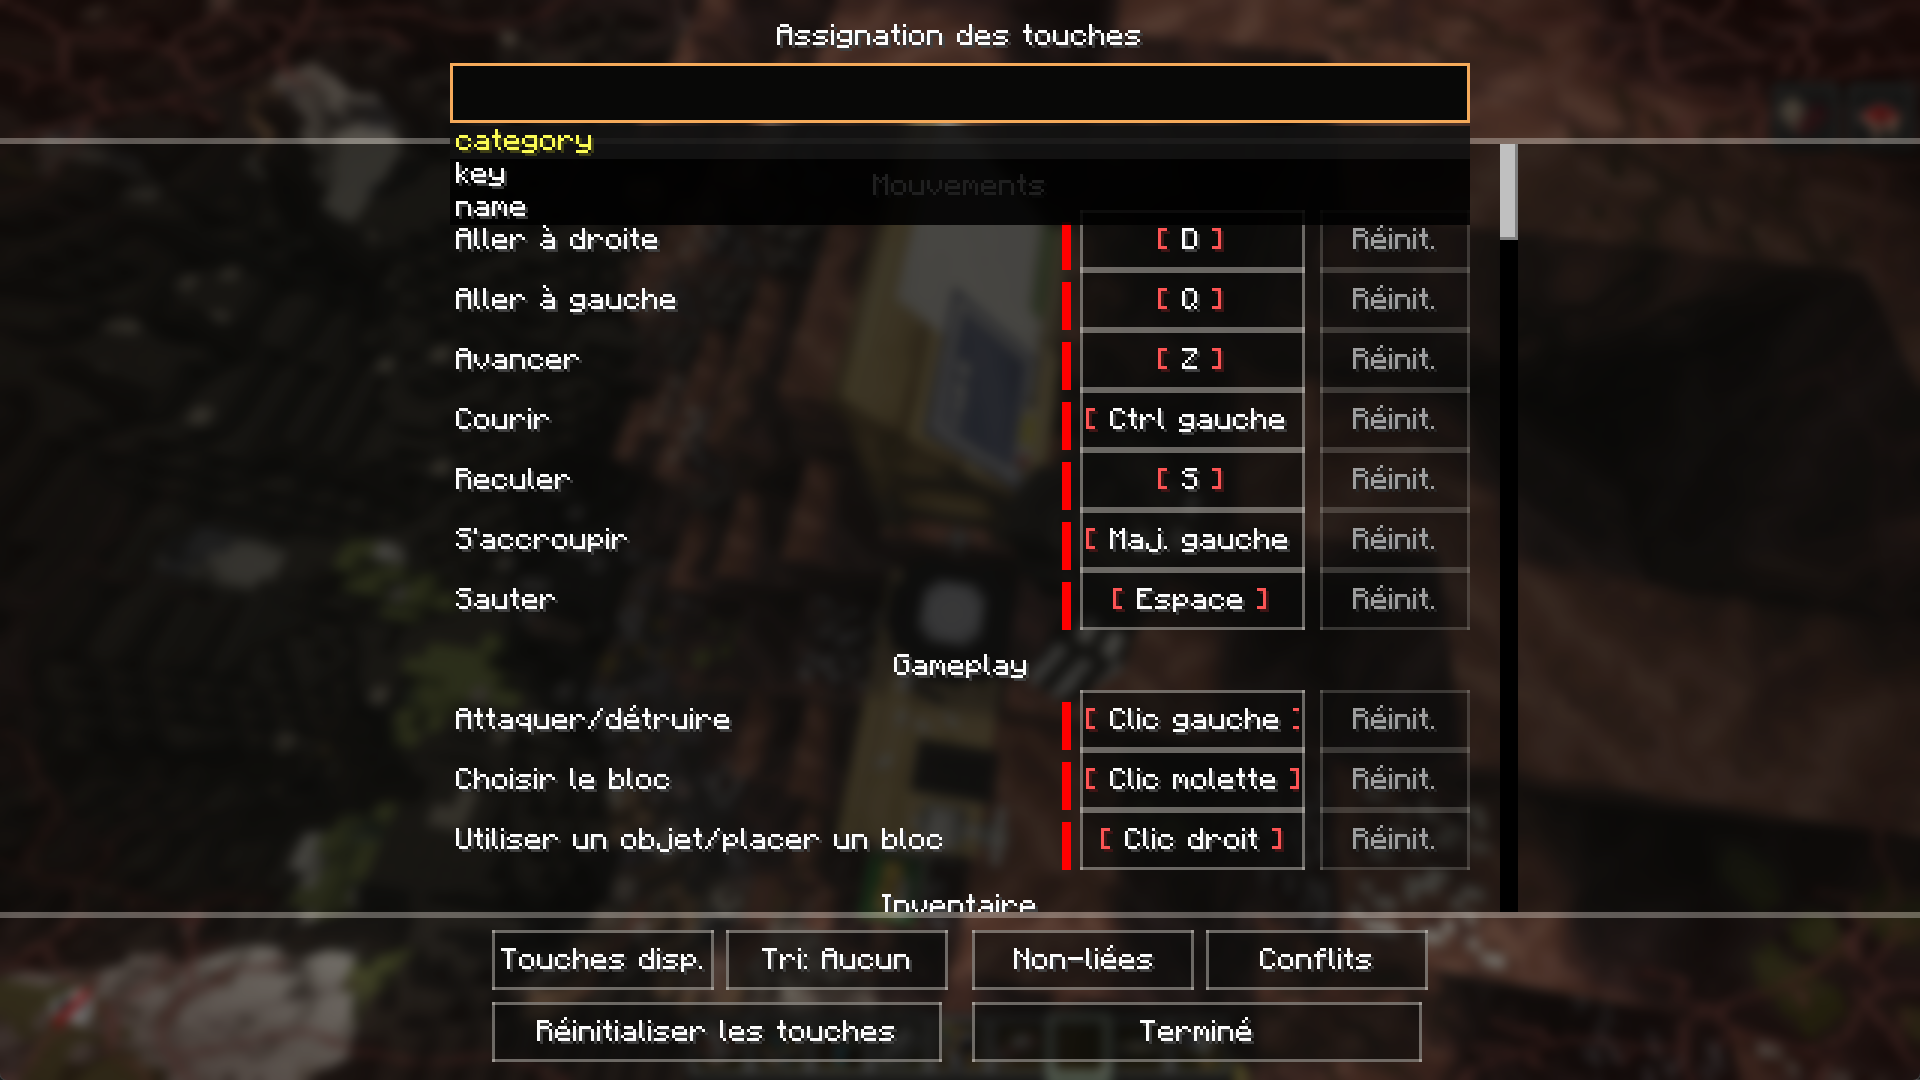 Assignation des touches
category
key
Mouvements
name
Aller à droite [ D ] Réinit.
Aller à gauche [ Q ] Réinit.
Avancer [ Z ] Réinit.
Courir [ Ctrl gauche Réinit.
Reculer [ S ] Réinit.
S'accroupir [ Maj. gauche Réinit.
Sauter [ Espace ] Réinit.
Gameplay
Attaquer/détruire [ Clic gauche ] Réinit.
Choisir le bloc [ Clic molette ] Réinit.
Utiliser un objet/placer un bloc [ Clic droit ] Réinit.
Inventaire
Touches disp. Tri: Aucun Non-liées Conflits
Réinitialiser les touches Terminé